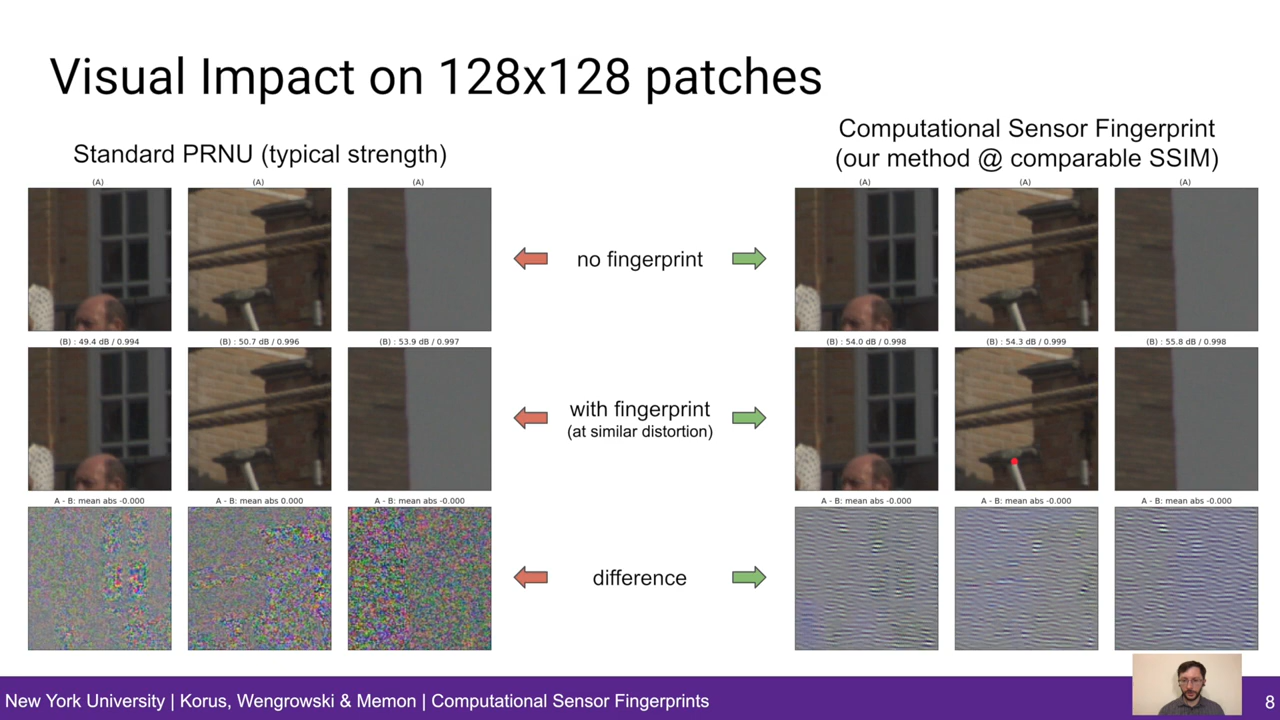 Visual Impact on 128x128 patches
Standard PRNU (typical strength)
Computational Sensor Fingerprint
(our method @ comparable SSIM)
(A)
(A)
(A)
(A)
(A)
(A)
no fingerprint
(B) : 49.4 dB / 0.994
(B) : 50.7 dB / 0.996
(B) : 53.9 dB / 0.997
(B) : 54.0 dB / 0.998
(B) : 54.3 dB / 0.999
(B) : 55.8 dB / 0.998
with fingerprint
(at similar distortion)
A - B: mean abs -0.000
A - B: mean abs 0.000
A - B: mean abs -0.000
A - B: mean abs -0.000
A - B: mean abs -0.000
A - B: mean abs -0.000
difference
New York University | Korus, Wengrowski & Memon | Computational Sensor Fingerprints
8